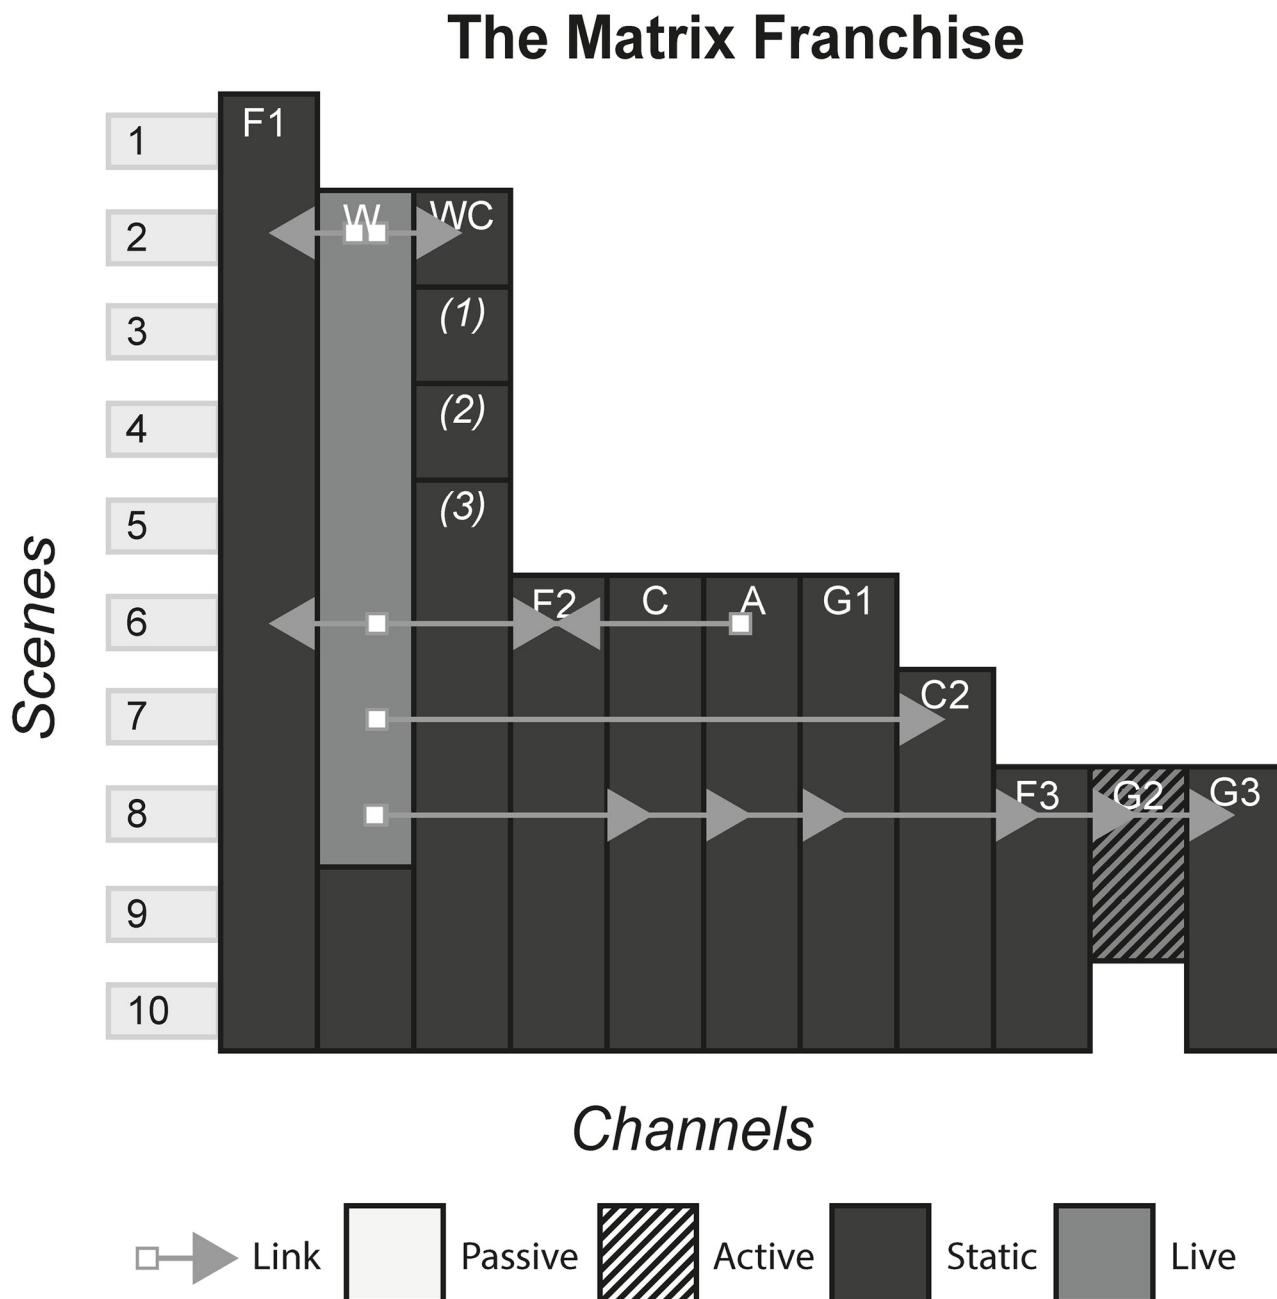 The Matrix Franchise
F1
1
W
WC
2
(1)
3
(2)
4
(3)
5
F2
C
A
G1
6
C2
7
F3
G2
G3
8
9
10
Scenes
Channels
Link
Passive
Active
Static
Live